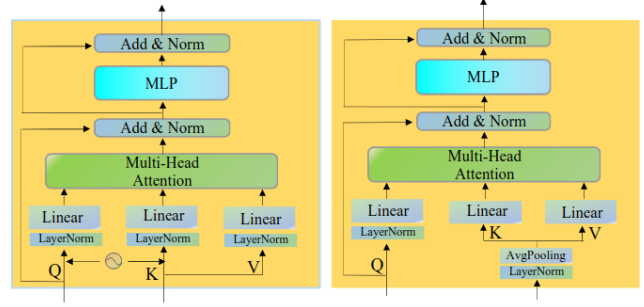 Add & Norm
MLP
Add & Norm
Multi-Head
Attention
Linear
Linear
Linear
LayerNorm
LayerNorm
LayerNorm
Q
K
V
Add & Norm
MLP
Add & Norm
Multi-Head
Attention
Linear
Linear
Linear
LayerNorm
K
V
AvgPooling
LayerNorm
Q